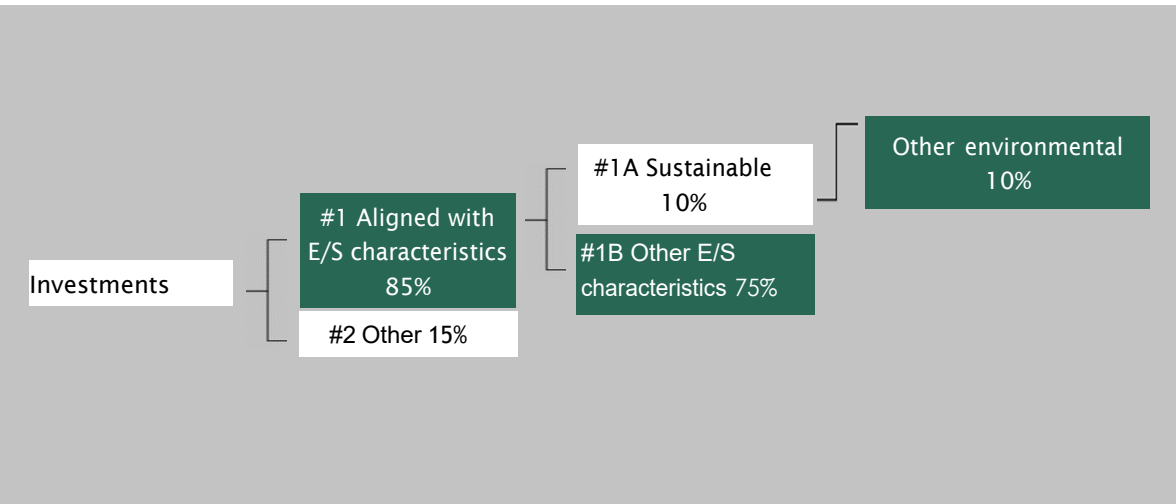 Investments
#1 Aligned with
E/S characteristics
85%
#2 Other 15%
#1A Sustainable
10%
#1B Other E/S
characteristics 75%
Other environmental
10%